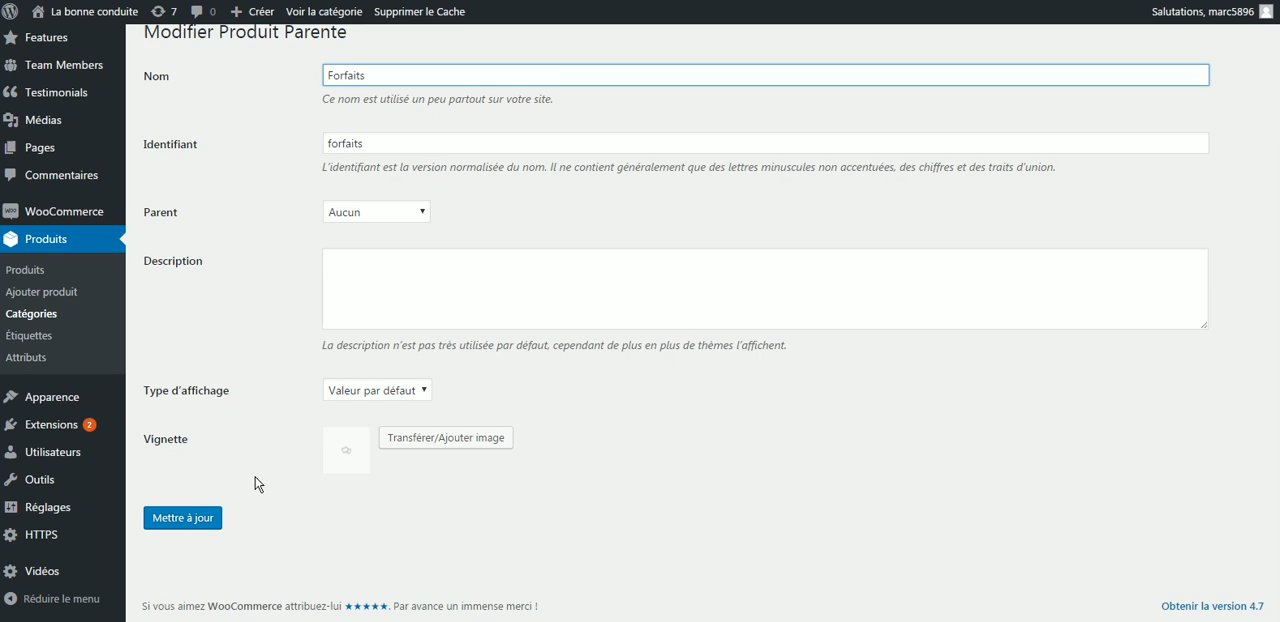 La bonne conduite 7 0 Créer Voir la catégorie Supprimer le Cache Salutations, marc5896
Features
Team Members
Testimonials
Médias
Pages
Commentaires
WOO WooCommerce
Produits
Produits
Ajouter produit
Catégories
Étiquettes
Attributs
Apparence
Extensions 2
Utilisateurs
Outils
Réglages
HTTPS
Vidéos
Réduire le menu
Modifier Produit Parente
Nom
Forfaits
Ce nom est utilisé un peu partout sur votre site.
Identifiant
forfaits
L'identifiant est la version normalisée du nom. Il ne contient généralement que des lettres minuscules non accentuées, des chiffres et des traits d'union.
Parent
Aucun
Description
La description n'est pas très utilisée par défaut, cependant de plus en plus de thèmes l'affichent.
Type d'affichage
Valeur par défaut
Vignette
Transférer/Ajouter image
Mettre à jour
Si vous aimez WooCommerce attribuez-lui ★★★★★. Par avance un immense merci !
Obtenir la version 4.7